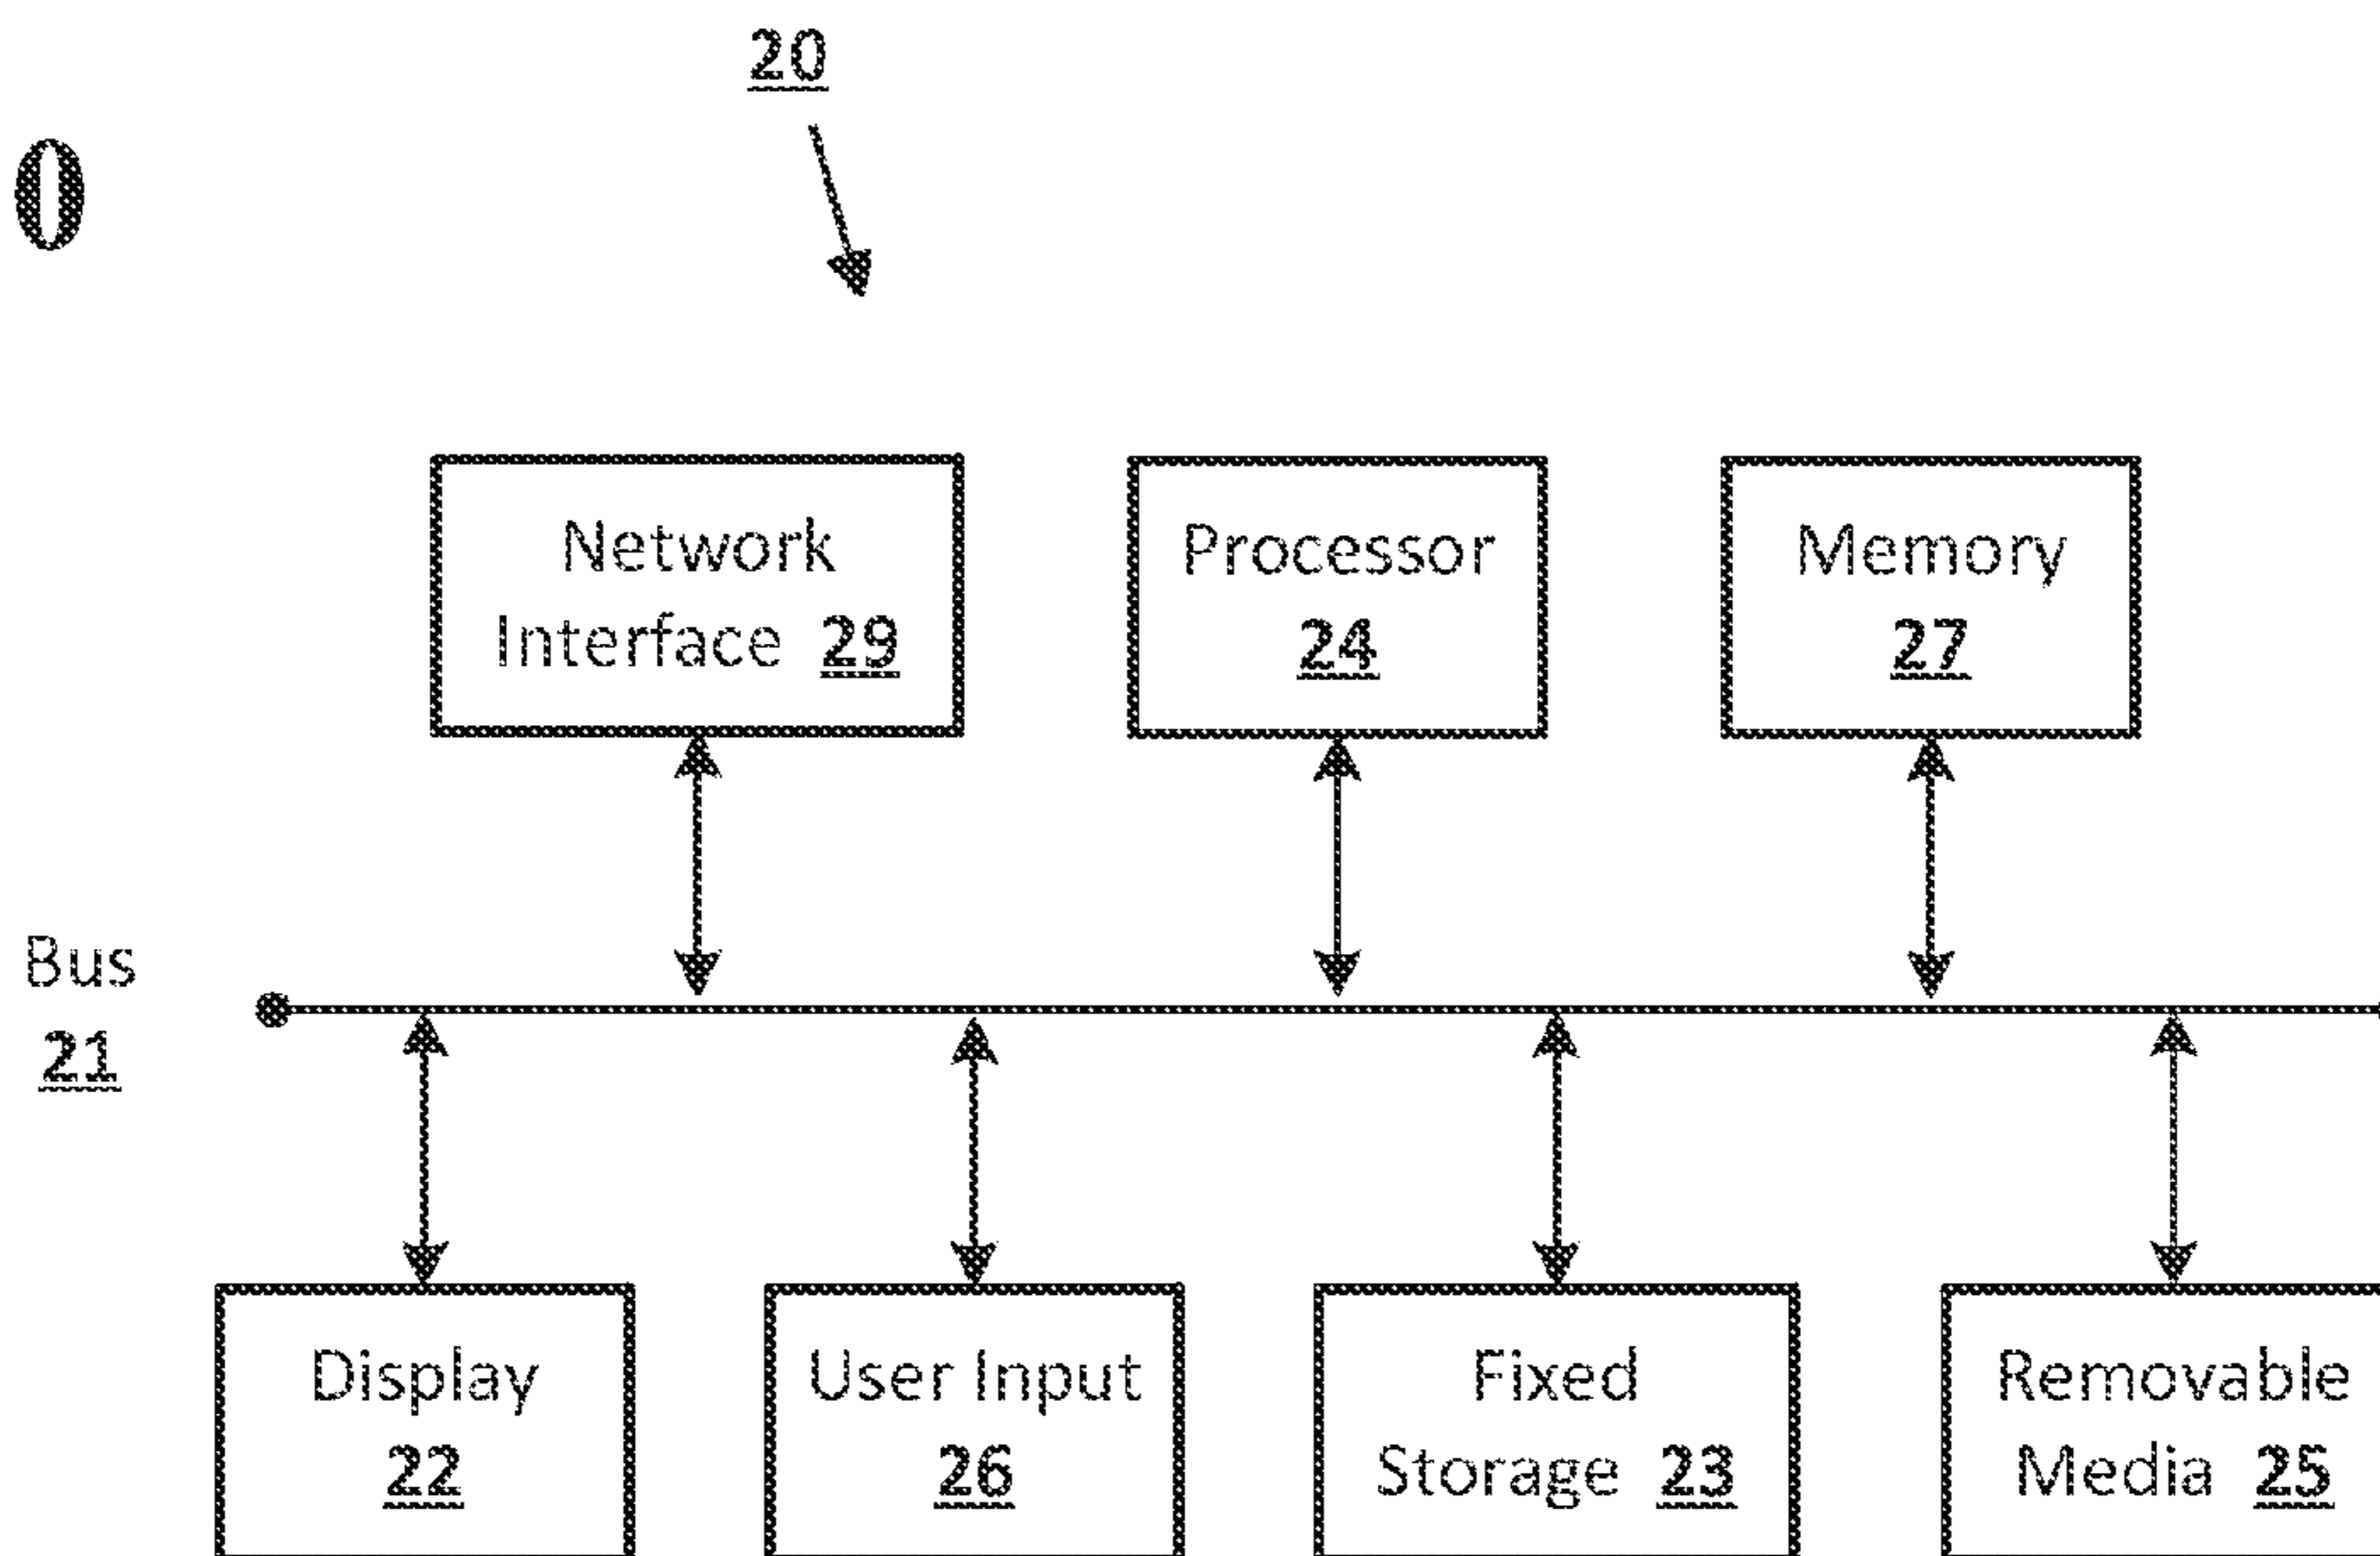 20
0
Network
Interface 29
Processor
24
Memory
27
Bus
21
Display
22
User Input
26
Fixed
Storage 23
Removable
Media 25